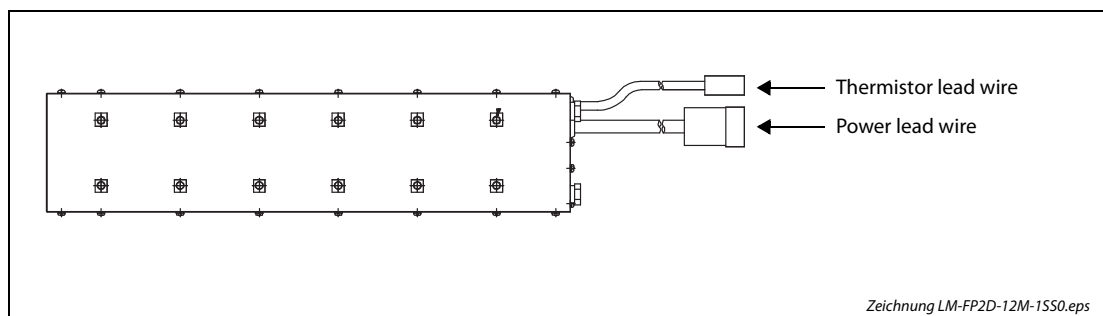 Thermistor lead wire
Power lead wire
Zeichnung LM-FP2D-12M-1SS0.eps